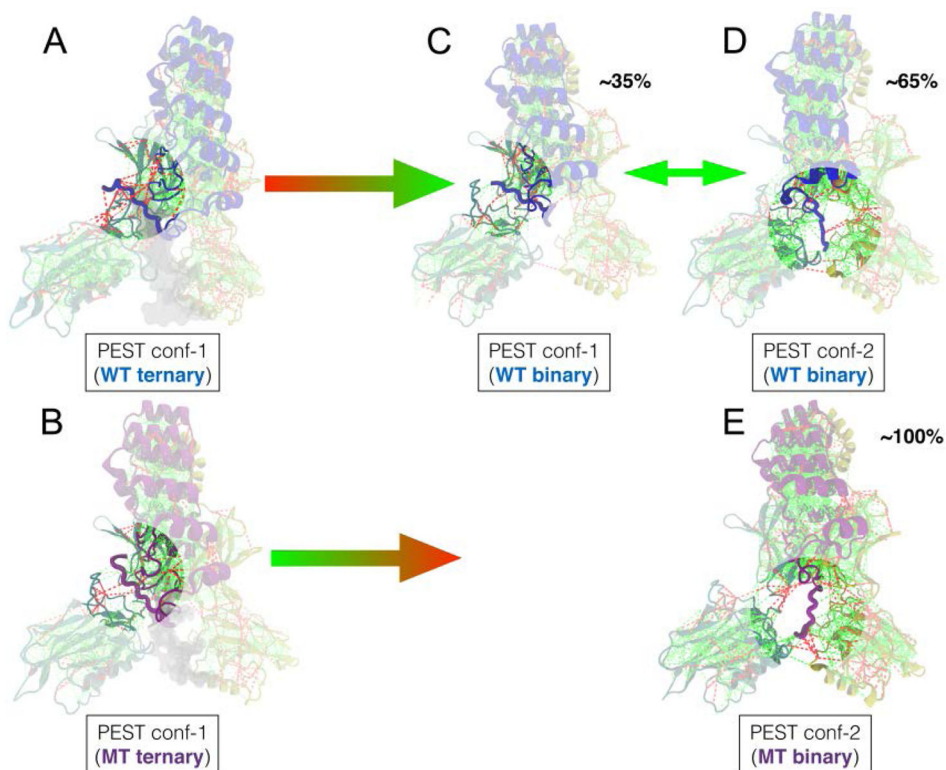 A
C
D
~35%
~65%
PEST conf-1
(WT ternary)
PEST conf-1
(WT binary)
PEST conf-2
(WT binary)
B
E
~100%
PEST conf-1
(MT ternary)
PEST conf-2
(MT binary)